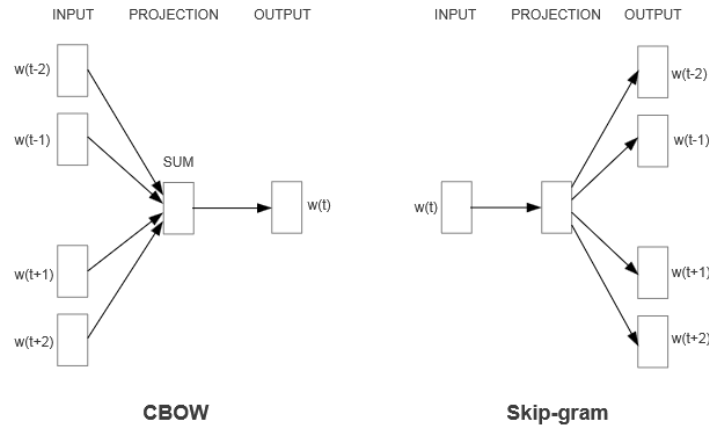 INPUT PROJECTION OUTPUT
w(t-2)
w(t-1)
SUM
w(t)
w(t+1)
w(t+2)
CBOW
INPUT PROJECTION OUTPUT
w(t-2)
w(t-1)
w(t)
w(t+1)
w(t+2)
Skip-gram